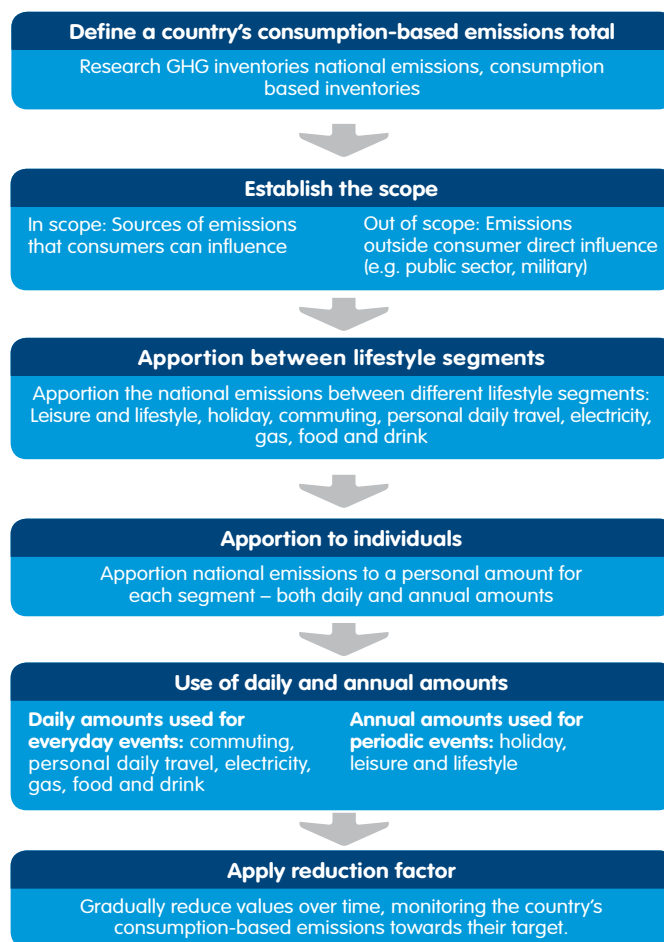 Define a country's consumption-based emissions total
Research GHG inventories national emissions, consumption
based inventories
Establish the scope
In scope: Sources of emissions
that consumers can influence
Out of scope: Emissions
outside consumer direct influence
(e.g. public sector, military)
Apportion between lifestyle segments
Apportion the national emissions between different lifestyle segments:
Leisure and lifestyle, holiday, commuting, personal daily travel, electricity,
gas, food and drink
Apportion to individuals
Apportion national emissions to a personal amount for
each segment – both daily and annual amounts
Use of daily and annual amounts
Daily amounts used for
everyday events: commuting,
personal daily travel, electricity,
gas, food and drink
Annual amounts used for
periodic events: holiday,
leisure and lifestyle
Apply reduction factor
Gradually reduce values over time, monitoring the country's
consumption-based emissions towards their target.